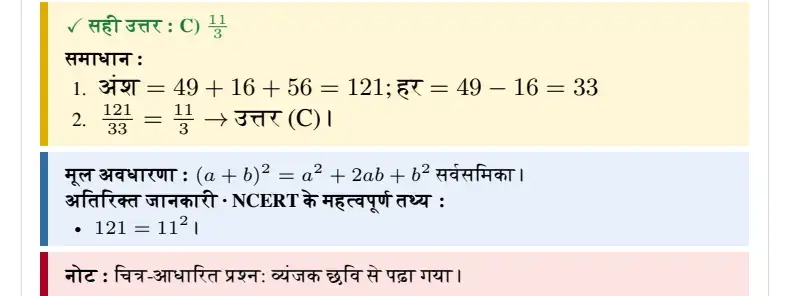 ✓ सही उत्तर : C) 11/3
समाधान :
1. अंश = 49 + 16 + 56 = 121; हर = 49 − 16 = 33
2. 121/33 = 11/3 → उत्तर (C)।
मूल अवधारणा : (a + b)² = a² + 2ab + b² सर्वसमिका।
अतिरिक्त जानकारी · NCERT के महत्वपूर्ण तथ्य :
• 121 = 11²।
नोट : चित्र-आधारित प्रश्न: व्यंजक छवि से पढ़ा गया।